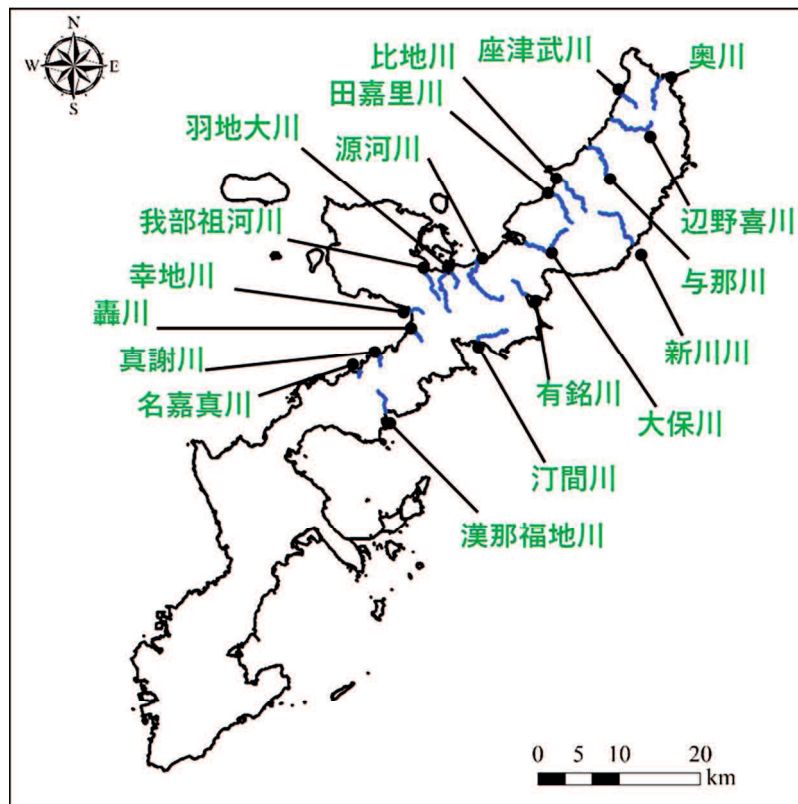 N
W
E
S
比地川
座津武川
奥川
田嘉里川
羽地大川
源河川
我部祖河川
辺野喜川
幸地川
与那川
轟川
新川川
真謝川
有銘川
名嘉真川
大保川
汀間川
漢那福地川
0 5 10 20
km